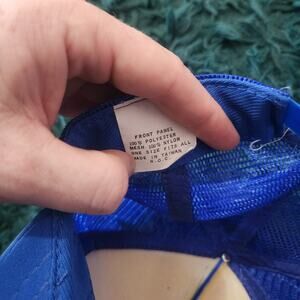 FRONT PANEL
100% POLYESTER
MESH 100% NYLON
ONE SIZE FITS ALL
MADE IN TAIWAN
R.O.C.